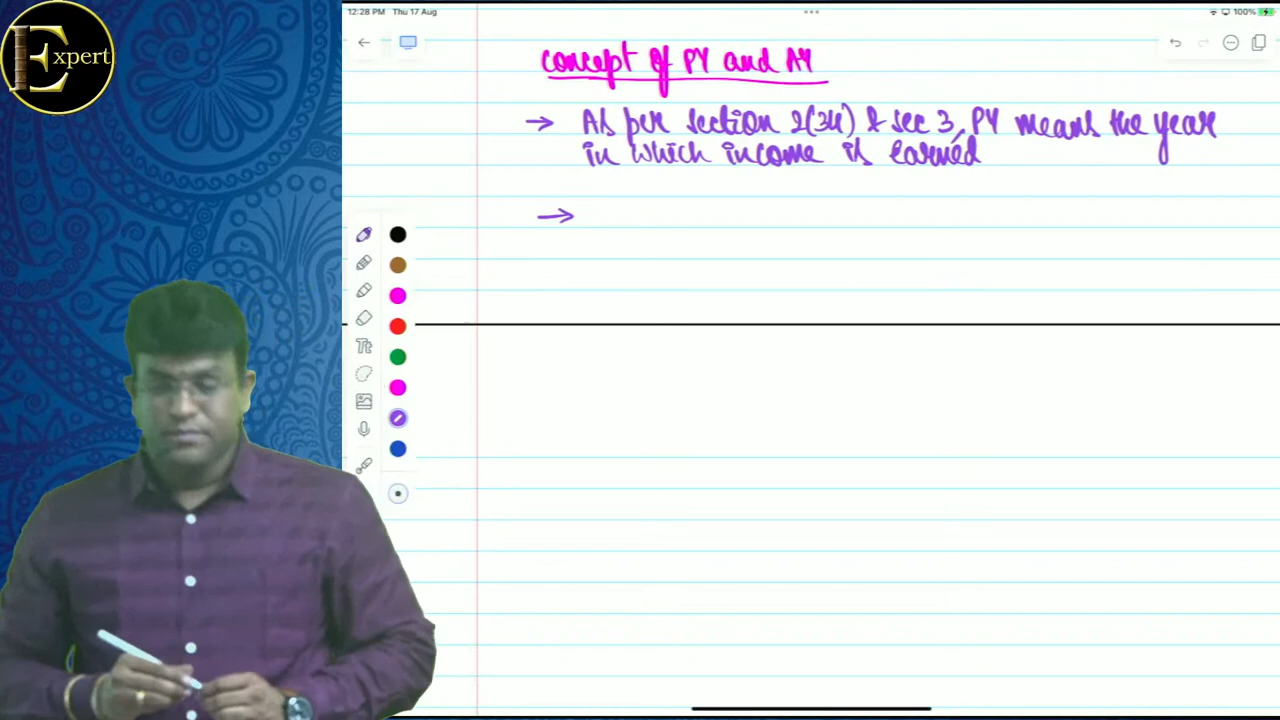 Expert
12:28 PM Thu 17 Aug
100%
Concept of PY and AY
→ As per section 2(34) & sec 3, PY means the year
in which income is earned
→
Tt